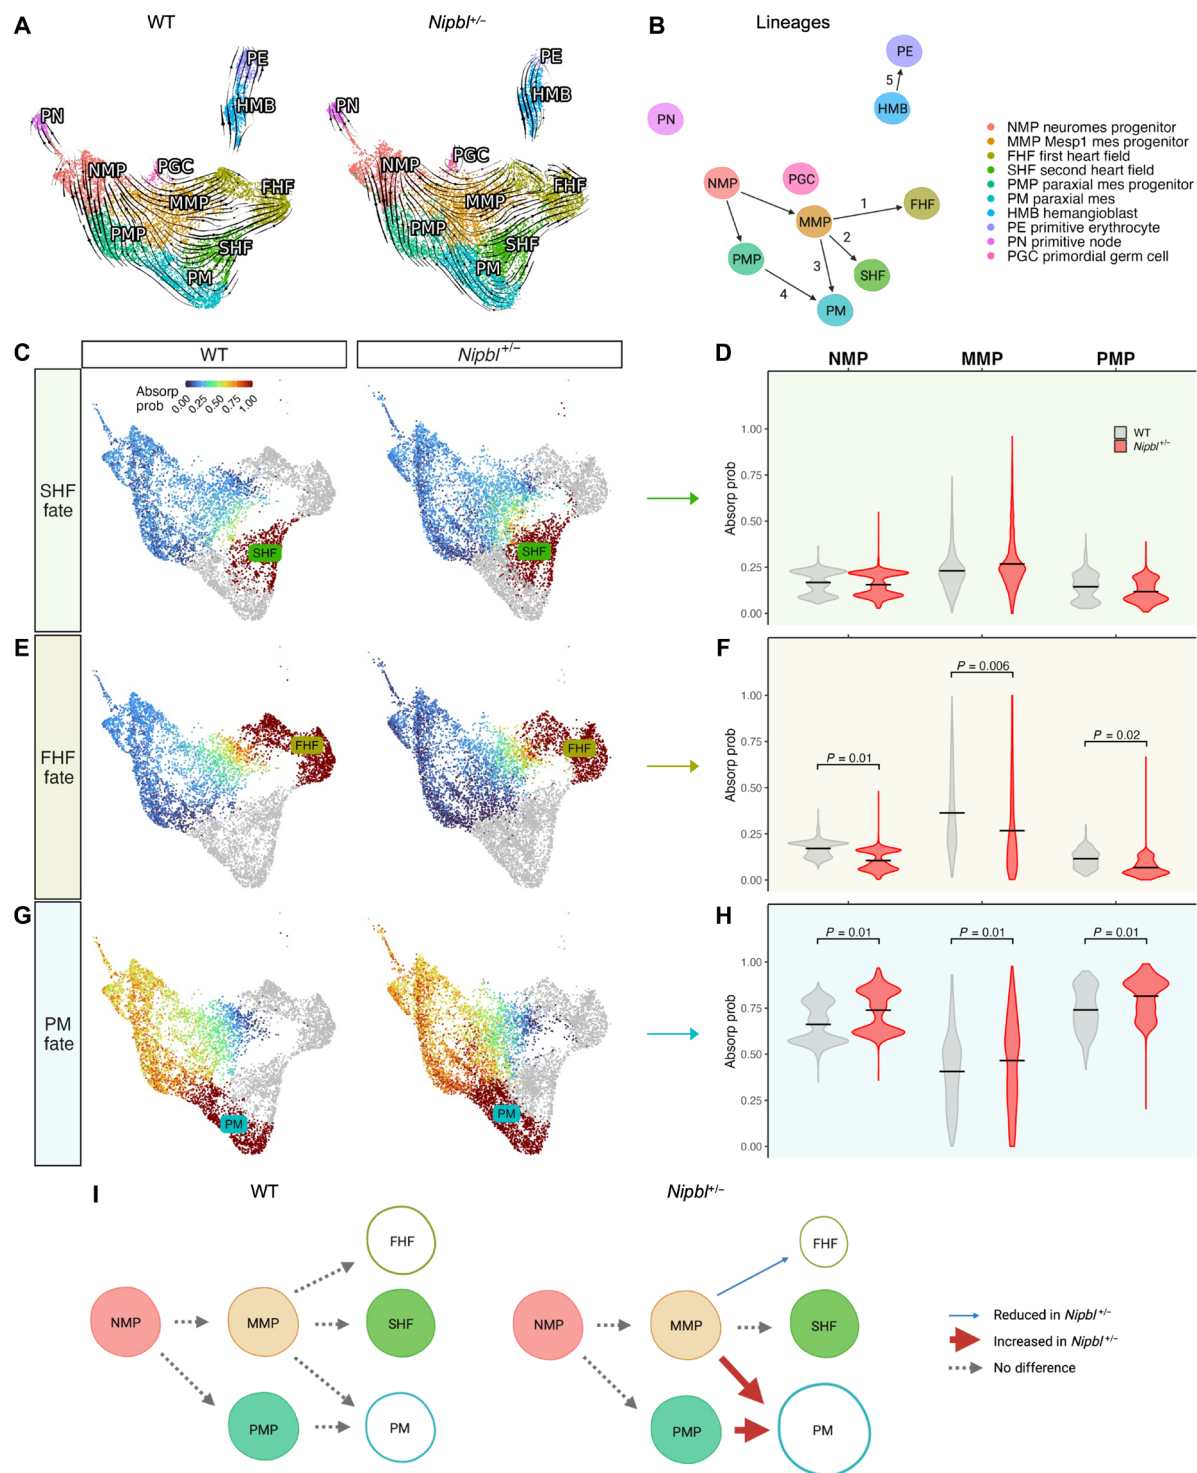 A
WT
Nipbl+/–
PE
HMB
PN
NMP
PGC
MMP
FHF
PMP
SHF
PM
PE
HMB
PN
NMP
PGC
MMP
FHF
PMP
SHF
PM
B
Lineages
PE
5
HMB
PN
NMP
PGC
1
FHF
MMP
2
PMP
3
SHF
4
PM
NMP neuromes progenitor
MMP Mesp1 mes progenitor
FHF first heart field
SHF second heart field
PMP paraxial mes progenitor
PM paraxial mes
HMB hemangioblast
PE primitive erythrocyte
PN primitive node
PGC primordial germ cell
C
WT
Nipbl+/–
Absorp
prob
0.00 0.25 0.50 0.75 1.00
SHF
fate
SHF
SHF
D
NMP MMP PMP
Absorp prob
1.00
0.75
0.50
0.25
0.00
WT
Nipbl+/–
E
FHF
fate
FHF
FHF
F
Absorp prob
1.00
0.75
0.50
0.25
0.00
P = 0.01
P = 0.006
P = 0.02
G
PM
fate
PM
PM
H
Absorp prob
1.00
0.75
0.50
0.25
0.00
P = 0.01
P = 0.01
P = 0.01
I
WT
FHF
NMP
MMP
SHF
PMP
PM
Nipbl+/–
FHF
NMP
MMP
SHF
PMP
PM
Reduced in Nipbl+/–
Increased in Nipbl+/–
No difference